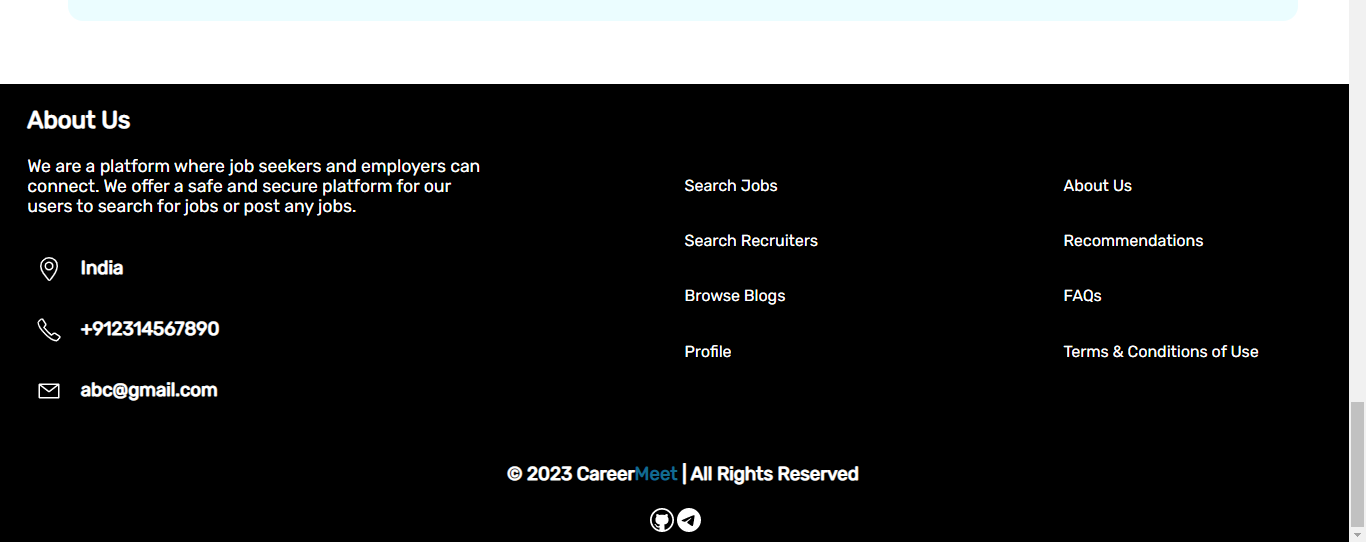 About Us
We are a platform where job seekers and employers can
connect. We offer a safe and secure platform for our
users to search for jobs or post any jobs.
India
+912314567890
abc@gmail.com
Search Jobs
Search Recruiters
Browse Blogs
Profile
About Us
Recommendations
FAQs
Terms & Conditions of Use
© 2023 CareerMeet | All Rights Reserved